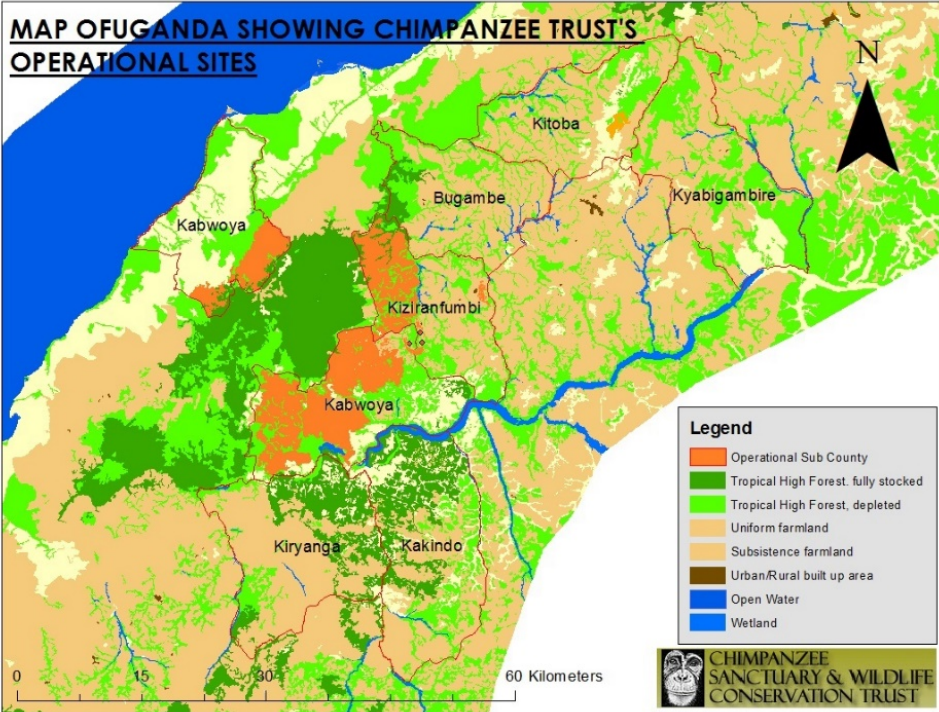 MAP OFUGANDA SHOWING CHIMPANZEE TRUST'S
OPERATIONAL SITES
N
Kitoba
Bugambe
Kyabigambire
Kabwoya
Kiziranfumbi
Kabwoya
Kiryanga
Kakindo
Legend
Operational Sub County
Tropical High Forest. fully stocked
Tropical High Forest, depleted
Uniform farmland
Subsistence farmland
Urban/Rural built up area
Open Water
Wetland
0 15 30 60 Kilometers
CHIMPANZEE
SANCTUARY & WILDLIFE
CONSERVATION TRUST